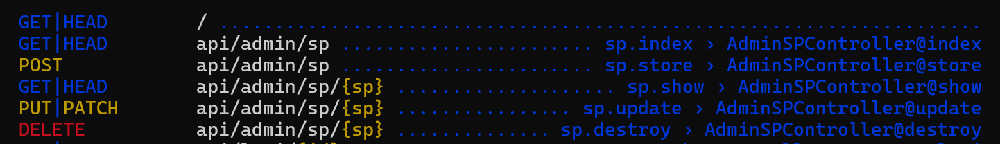 GET|HEAD / .....................................................................
GET|HEAD api/admin/sp ....................... sp.index › AdminSPController@index
POST api/admin/sp ....................... sp.store › AdminSPController@store
GET|HEAD api/admin/sp/{sp} .................... sp.show › AdminSPController@show
PUT|PATCH api/admin/sp/{sp} ................ sp.update › AdminSPController@update
DELETE api/admin/sp/{sp} .............. sp.destroy › AdminSPController@destroy